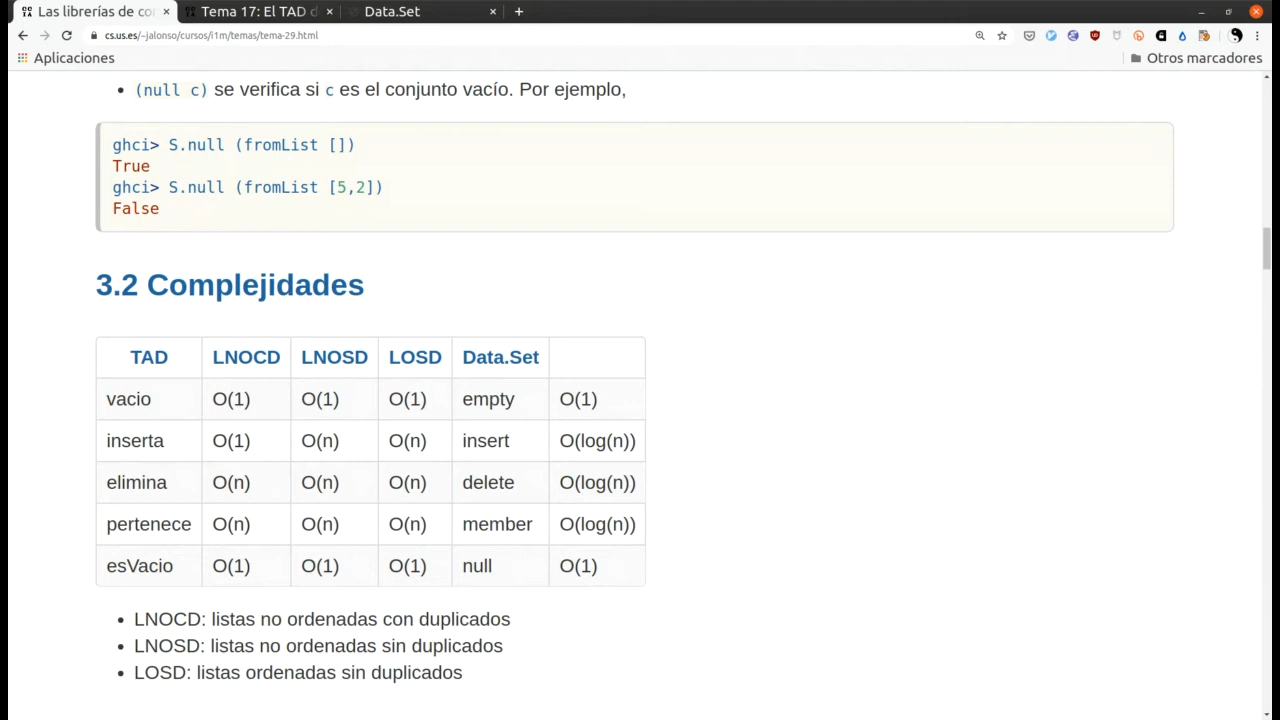 Las librerías de co
Tema 17: El TAD d
Data.Set
cs.us.es/~jalonso/cursos/i1m/temas/tema-29.html
Aplicaciones
Otros marcadores
• (null c) se verifica si c es el conjunto vacío. Por ejemplo,
ghci> S.null (fromList [])
True
ghci> S.null (fromList [5,2])
False
3.2 Complejidades
TAD LNOCD LNOSD LOSD Data.Set
vacio O(1) O(1) O(1) empty O(1)
inserta O(1) O(n) O(n) insert O(log(n))
elimina O(n) O(n) O(n) delete O(log(n))
pertenece O(n) O(n) O(n) member O(log(n))
esVacio O(1) O(1) O(1) null O(1)
• LNOCD: listas no ordenadas con duplicados
• LNOSD: listas no ordenadas sin duplicados
• LOSD: listas ordenadas sin duplicados